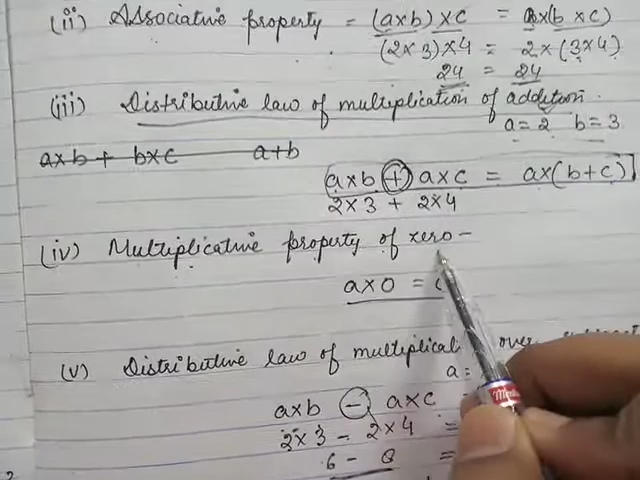 (ii) Associative property = (a×b)×c = a×(b×c)
(2×3)×4 = 2×(3×4)
24 = 24
(iii) Distributive law of multiplication of addition.
a=2 b=3
a×b + b×c a+b
a×b + a×c = a×(b+c)
2×3 + 2×4
(iv) Multiplicative property of zero-
a×0 =
(v) Distributive law of multiplicati over
a=
a×b - a×c
2×3 - 2×4 =
6 - 8 =